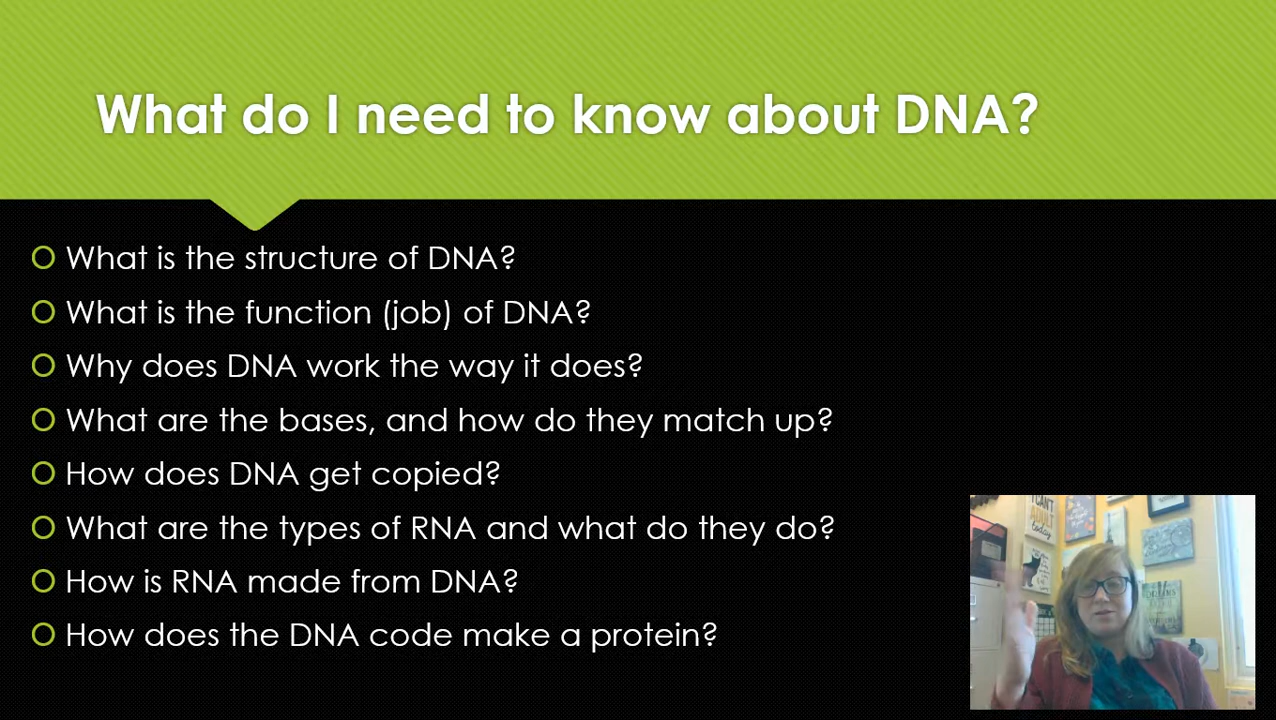 What do I need to know about DNA?
What is the structure of DNA?
What is the function (job) of DNA?
Why does DNA work the way it does?
What are the bases, and how do they match up?
How does DNA get copied?
What are the types of RNA and what do they do?
How is RNA made from DNA?
How does the DNA code make a protein?
I CAN'T
today